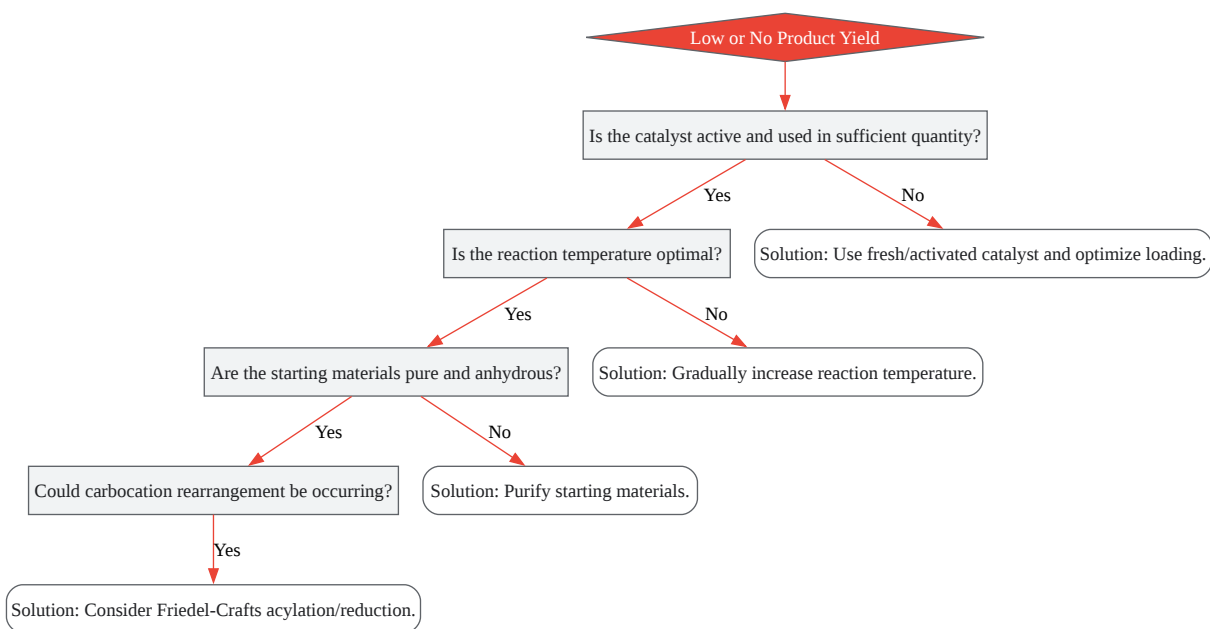 Low or No Product Yield
Is the catalyst active and used in sufficient quantity?
Yes
No
Is the reaction temperature optimal?
Solution: Use fresh/activated catalyst and optimize loading.
Yes
No
Are the starting materials pure and anhydrous?
Solution: Gradually increase reaction temperature.
Yes
No
Could carbocation rearrangement be occurring?
Solution: Purify starting materials.
Yes
Solution: Consider Friedel-Crafts acylation/reduction.